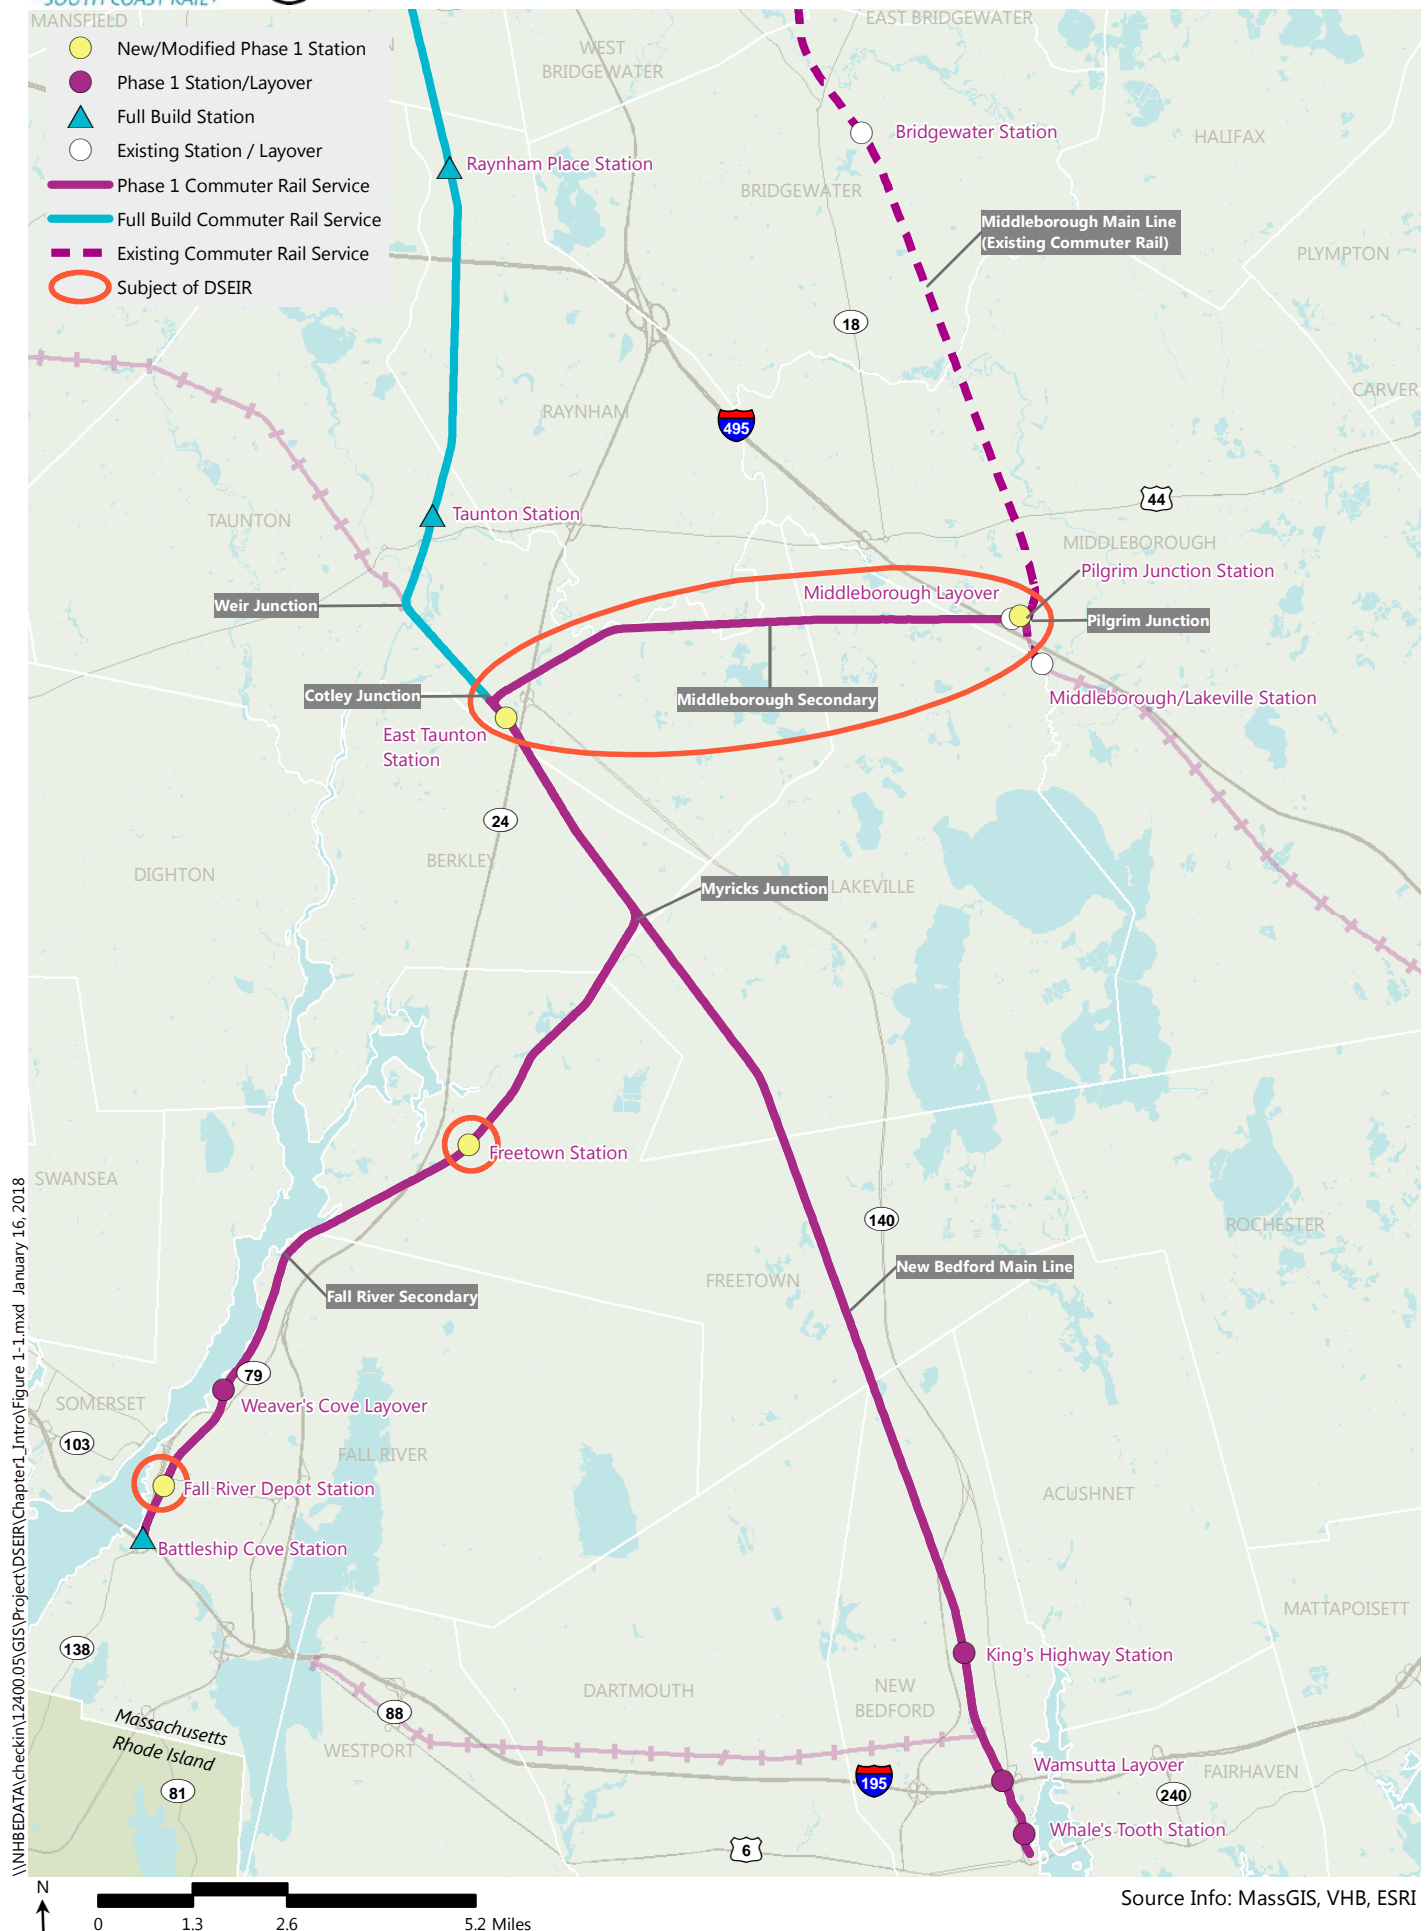 SOUTH COAST RAIL
MANSFIELD
EAST BRIDGEWATER
New/Modified Phase 1 Station
Phase 1 Station/Layover
Full Build Station
Existing Station / Layover
Phase 1 Commuter Rail Service
Full Build Commuter Rail Service
Existing Commuter Rail Service
Subject of DSEIR
WEST
BRIDGEWATER
Bridgewater Station
HALIFAX
Raynham Place Station
BRIDGEWATER
Middleborough Main Line
(Existing Commuter Rail)
PLYMPTON
18
CARVER
RAYNHAM
495
44
TAUNTON
Taunton Station
MIDDLEBOROUGH
Pilgrim Junction Station
Middleborough Layover
Weir Junction
Pilgrim Junction
Cotley Junction
Middleborough Secondary
Middleborough/Lakeville Station
East Taunton
Station
24
BERKLEY
DIGHTON
Myricks Junction
LAKEVILLE
Freetown Station
SWANSEA
140
ROCHESTER
New Bedford Main Line
FREETOWN
Fall River Secondary
79
SOMERSET
Weaver's Cove Layover
103
FALL RIVER
Fall River Depot Station
ACUSHNET
Battleship Cove Station
MATTAPOISETT
138
King's Highway Station
DARTMOUTH
NEW
BEDFORD
88
Massachusetts
Rhode Island
WESTPORT
Wamsutta Layover
FAIRHAVEN
195
81
240
Whale's Tooth Station
6
\\NHBEDATA\checkin\12400.05\GIS\Project\DSEIR\Chapter1_Intro\Figure 1-1.mxd January 16, 2018
N
0 1.3 2.6 5.2 Miles
Source Info: MassGIS, VHB, ESRI